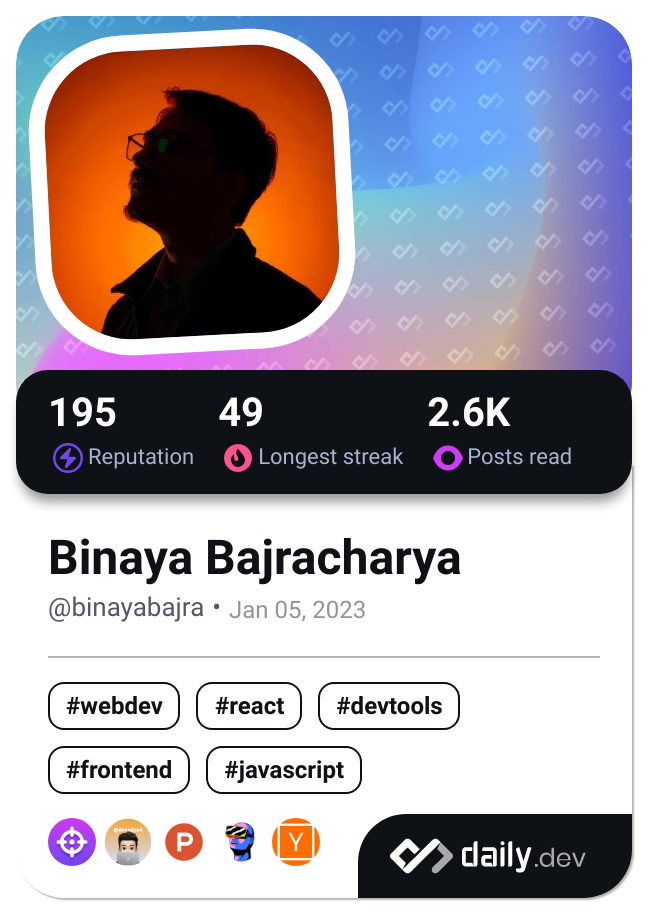 195 49 2.6K
Reputation Longest streak Posts read
Binaya Bajracharya
@binayabajra • Jan 05, 2023
#webdev #react #devtools
#frontend #javascript
P Y
daily.dev